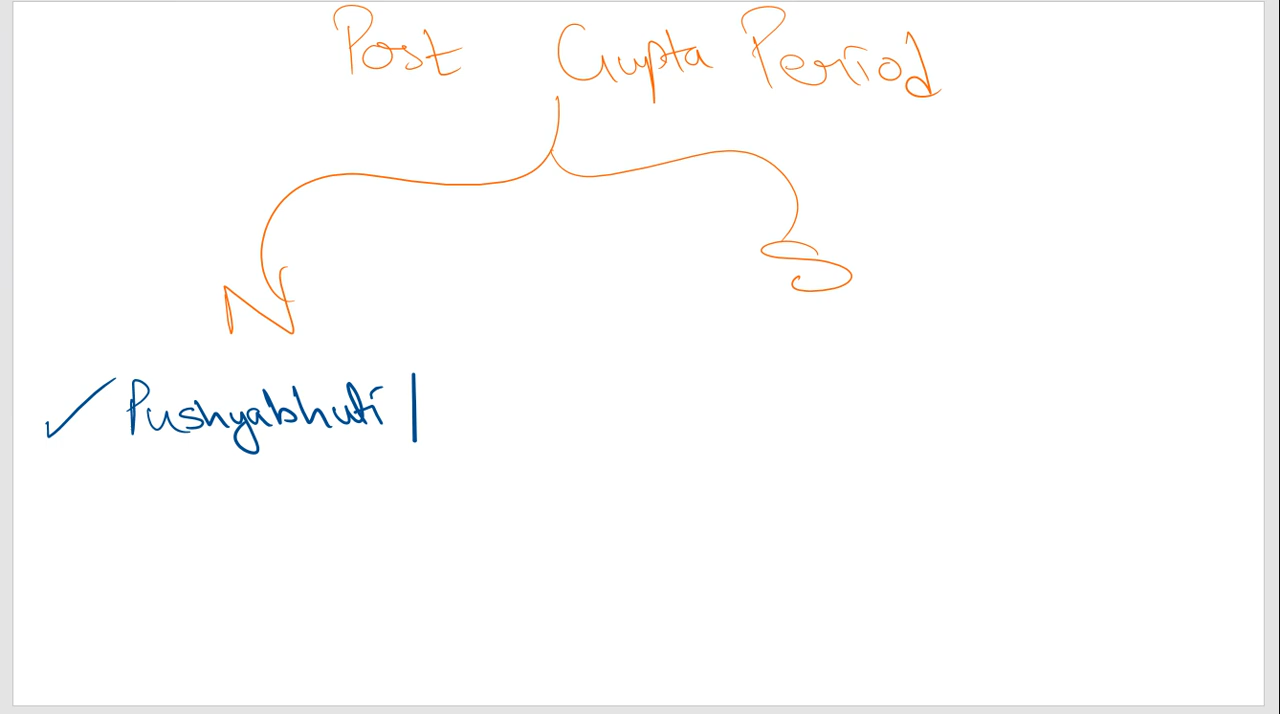 Post Gupta Period
N S
✓ Pushyabhuti |